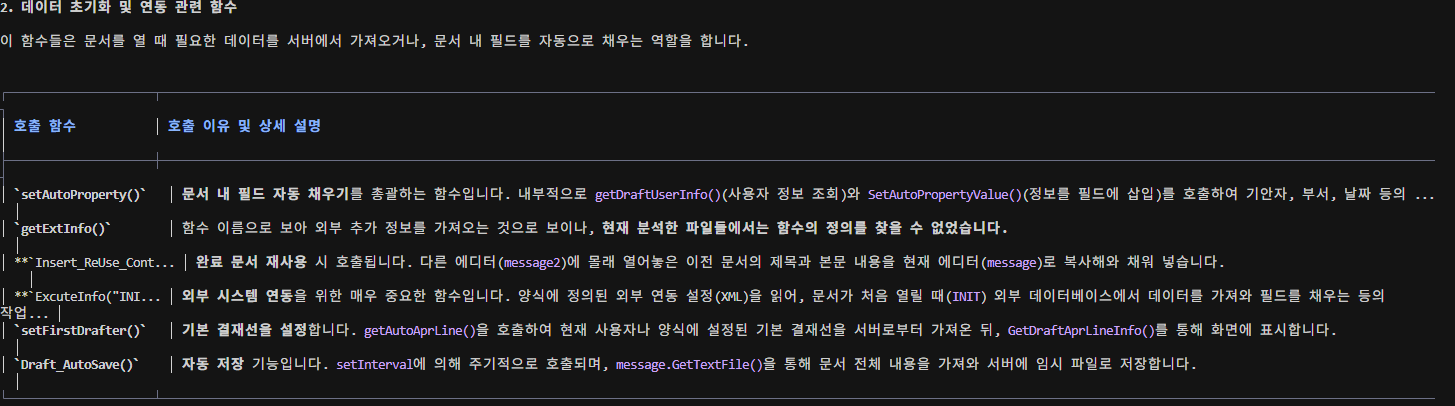 2. 데이터 초기화 및 연동 관련 함수
이 함수들은 문서를 열 때 필요한 데이터를 서버에서 가져오거나, 문서 내 필드를 자동으로 채우는 역할을 합니다.
호출 함수 | 호출 이유 및 상세 설명
`setAutoProperty()` | 문서 내 필드 자동 채우기를 총괄하는 함수입니다. 내부적으로 getDraftUserInfo()(사용자 정보 조회)와 SetAutoPropertyValue()(정보를 필드에 삽입)를 호출하여 기안자, 부서, 날짜 등의 ...
`getExtInfo()` | 함수 이름으로 보아 외부 추가 정보를 가져오는 것으로 보이나, 현재 분석한 파일들에서는 함수의 정의를 찾을 수 없었습니다.
**`Insert_ReUse_Cont... | 완료 문서 재사용 시 호출됩니다. 다른 에디터(message2)에 몰래 열어놓은 이전 문서의 제목과 본문 내용을 현재 에디터(message)로 복사해와 채워 넣습니다.
**`ExcuteInfo("INI... | 외부 시스템 연동을 위한 매우 중요한 함수입니다. 양식에 정의된 외부 연동 설정(XML)을 읽어, 문서가 처음 열릴 때(INIT) 외부 데이터베이스에서 데이터를 가져와 필드를 채우는 등의
작업... |
`setFirstDrafter()` | 기본 결재선을 설정합니다. getAutoAprLine()을 호출하여 현재 사용자나 양식에 설정된 기본 결재선을 서버로부터 가져온 뒤, GetDraftAprLineInfo()를 통해 화면에 표시합니다.
`Draft_AutoSave()` | 자동 저장 기능입니다. setInterval에 의해 주기적으로 호출되며, message.GetTextFile()을 통해 문서 전체 내용을 가져와 서버에 임시 파일로 저장합니다.